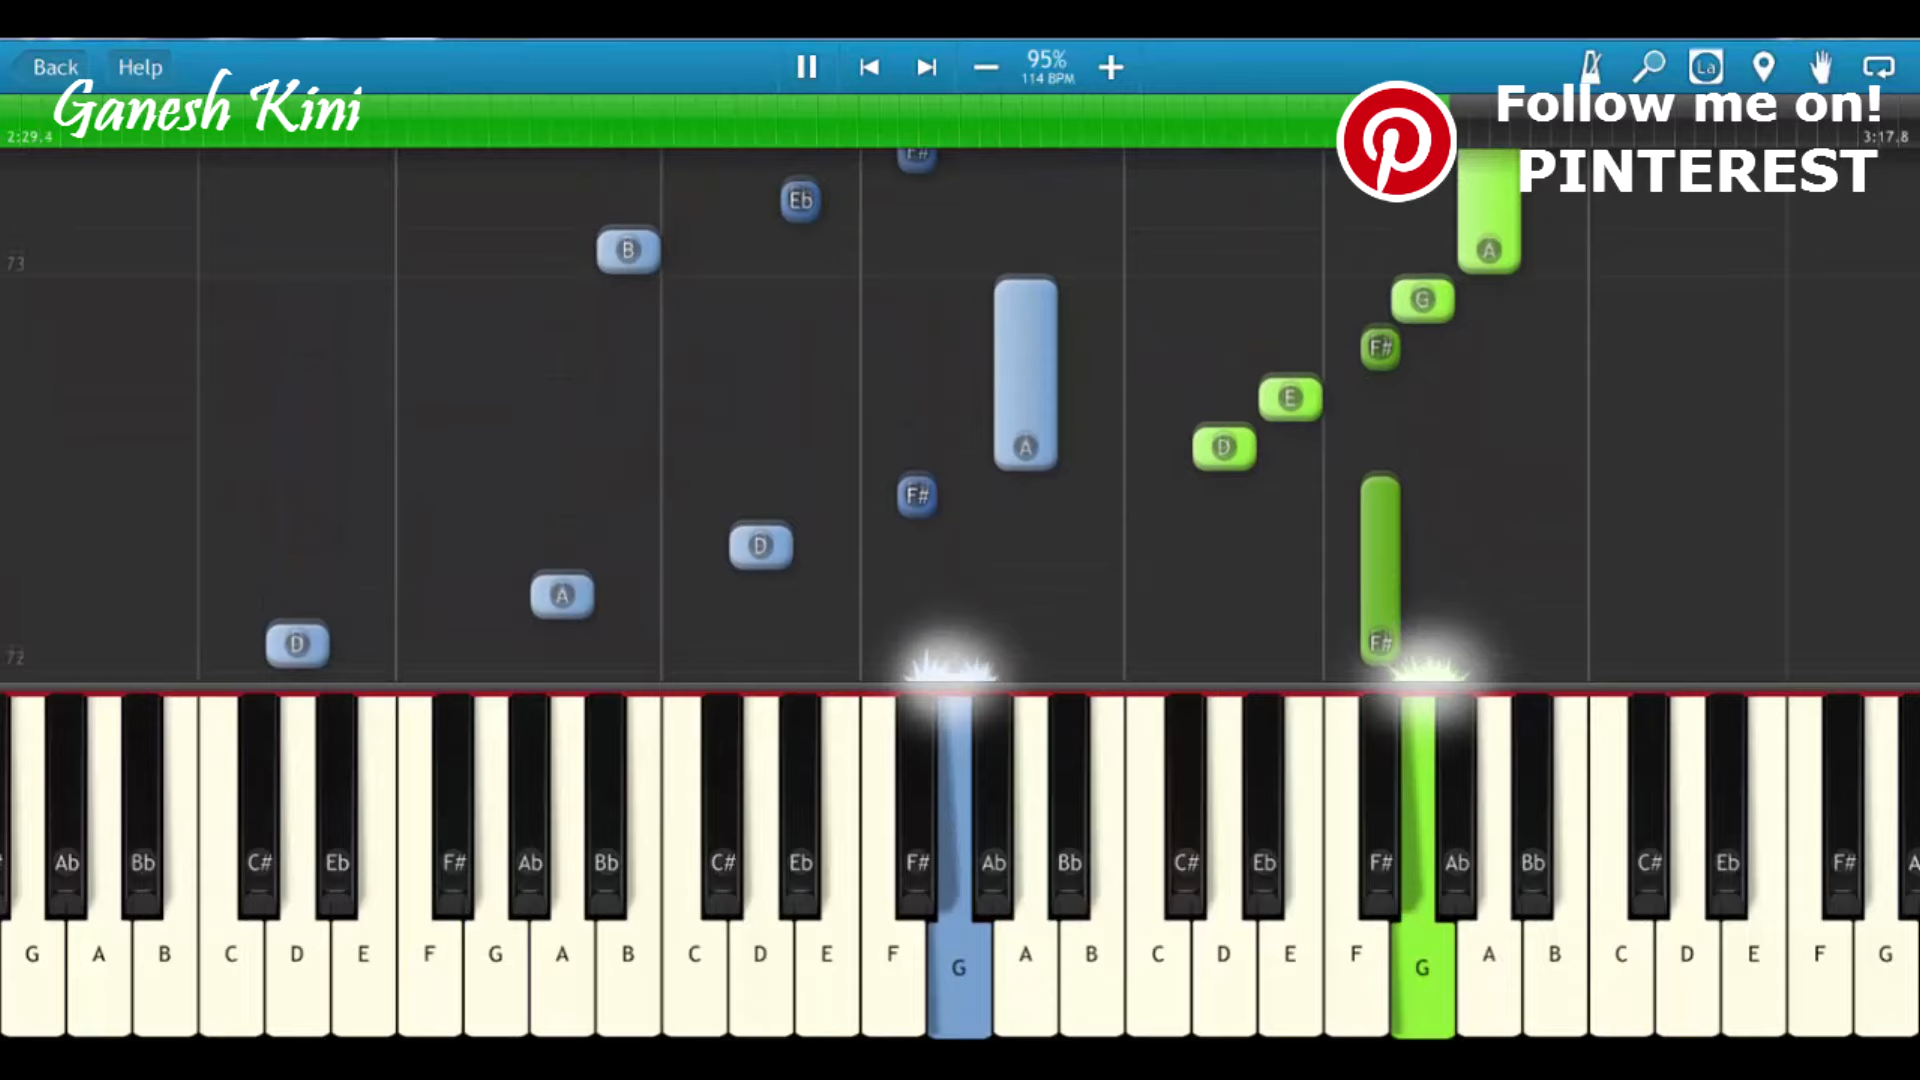 Back Help 95% 114 BPM La
Ganesh Kini
Follow me on!
PINTEREST
2:29.4 3:17.8
F#
Eb
B A
73
G
F#
E
A D
F#
D
A
D F#
72
Ab Bb C# Eb F# Ab Bb C# Eb F# Ab Bb C# Eb F# Ab Bb C# Eb F#
G A B C D E F G A B C D E F G A B C D E F G A B C D E F G